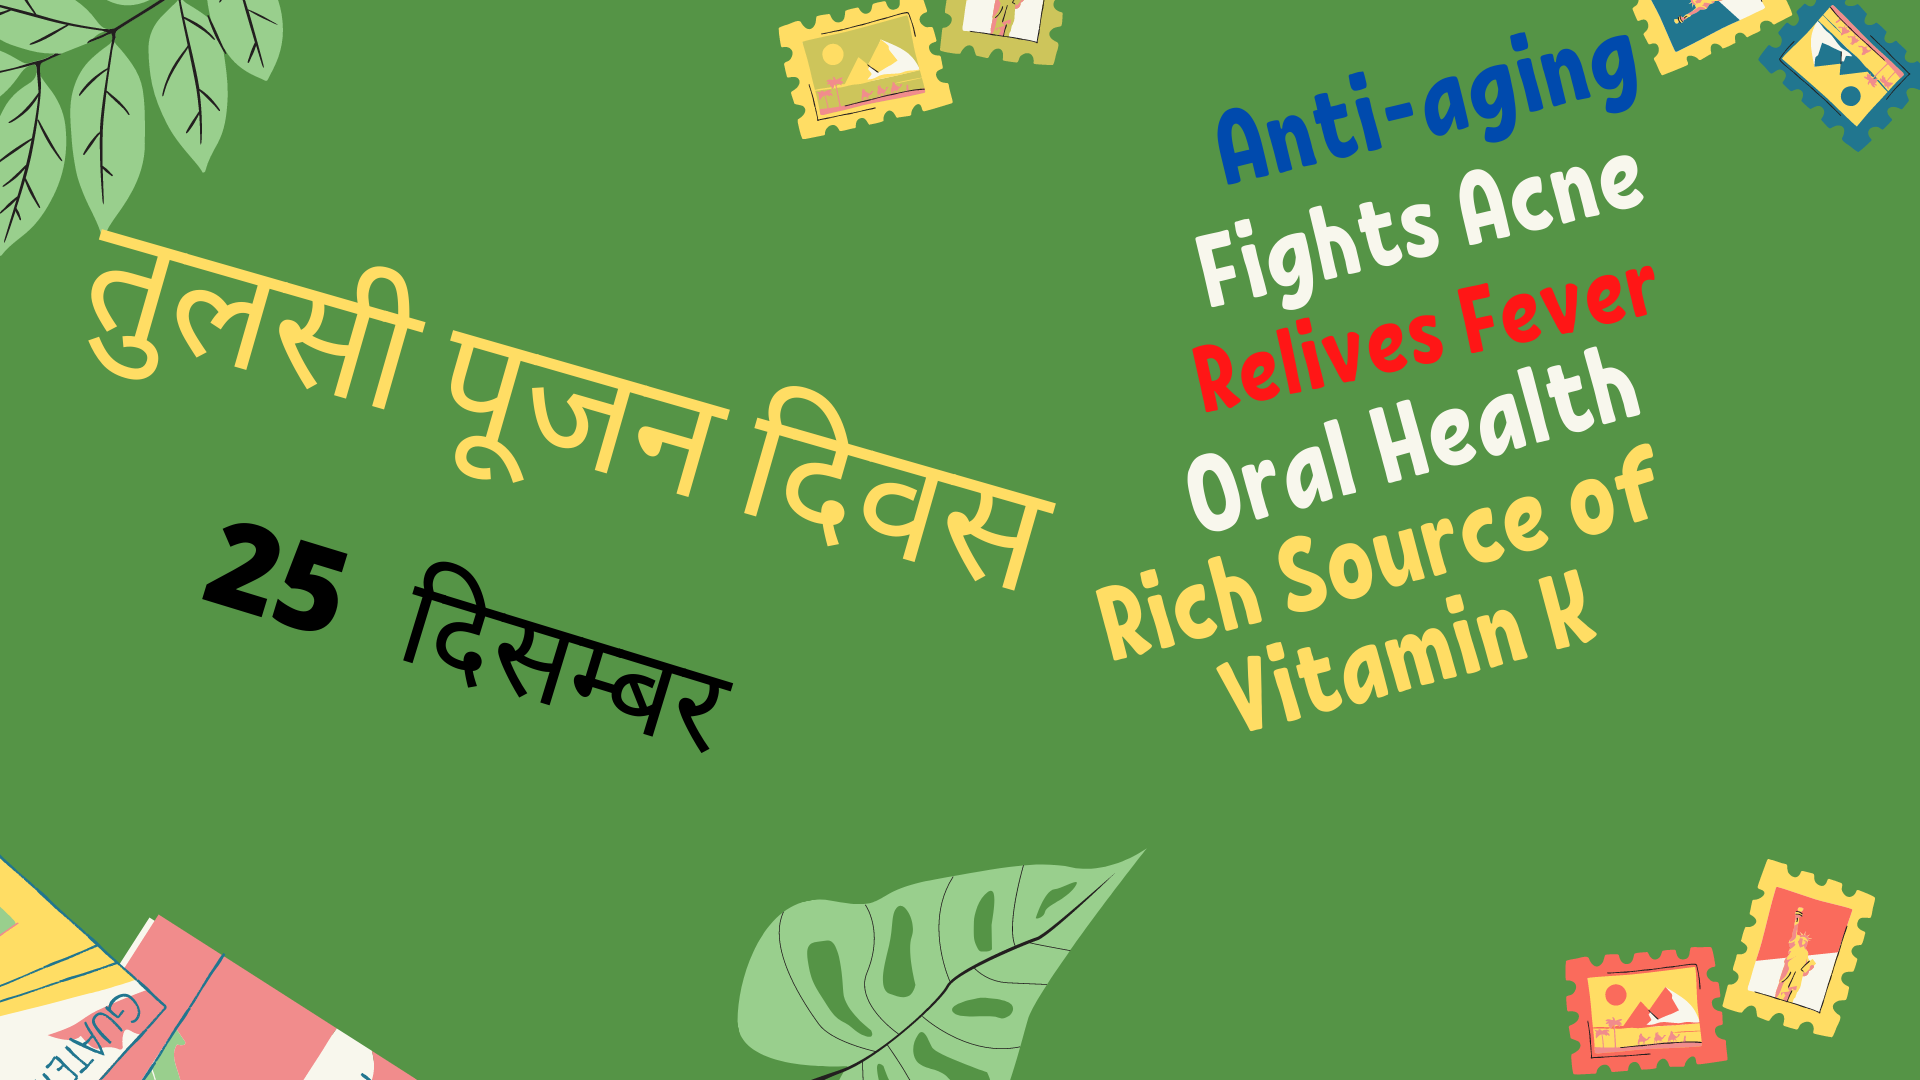 तुलसी पूजन दिवस
25 दिसम्बर
Anti-aging
Fights Acne
Relives Fever
Oral Health
Rich Source of
Vitamin K